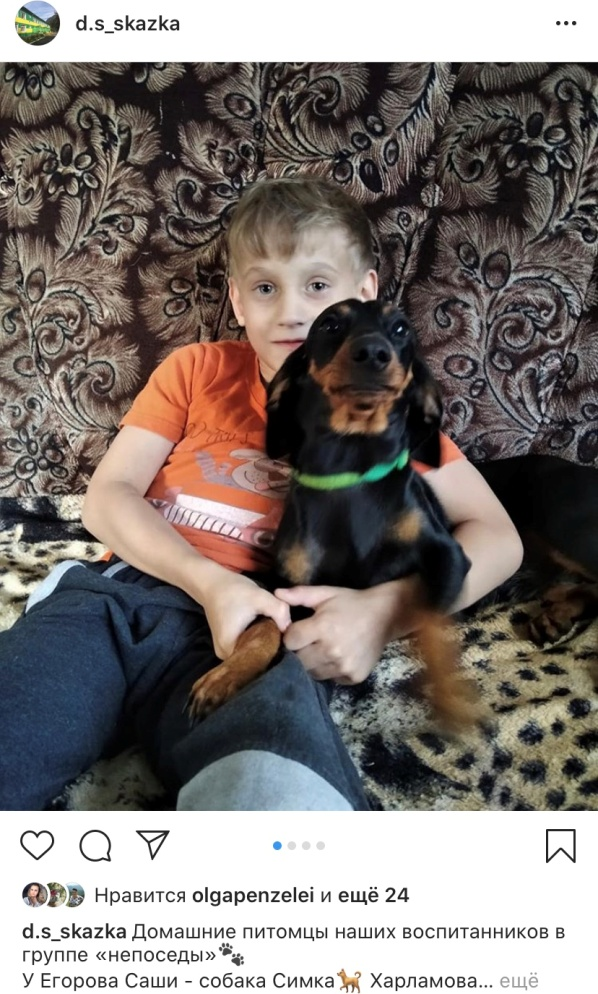 d.s_skazka
Нравится olgapenzelei и ещё 24
d.s_skazka Домашние питомцы наших воспитанников в
группе «непоседы»🐾
У Егорова Саши - собака Симка🐕 Харламова... ещё